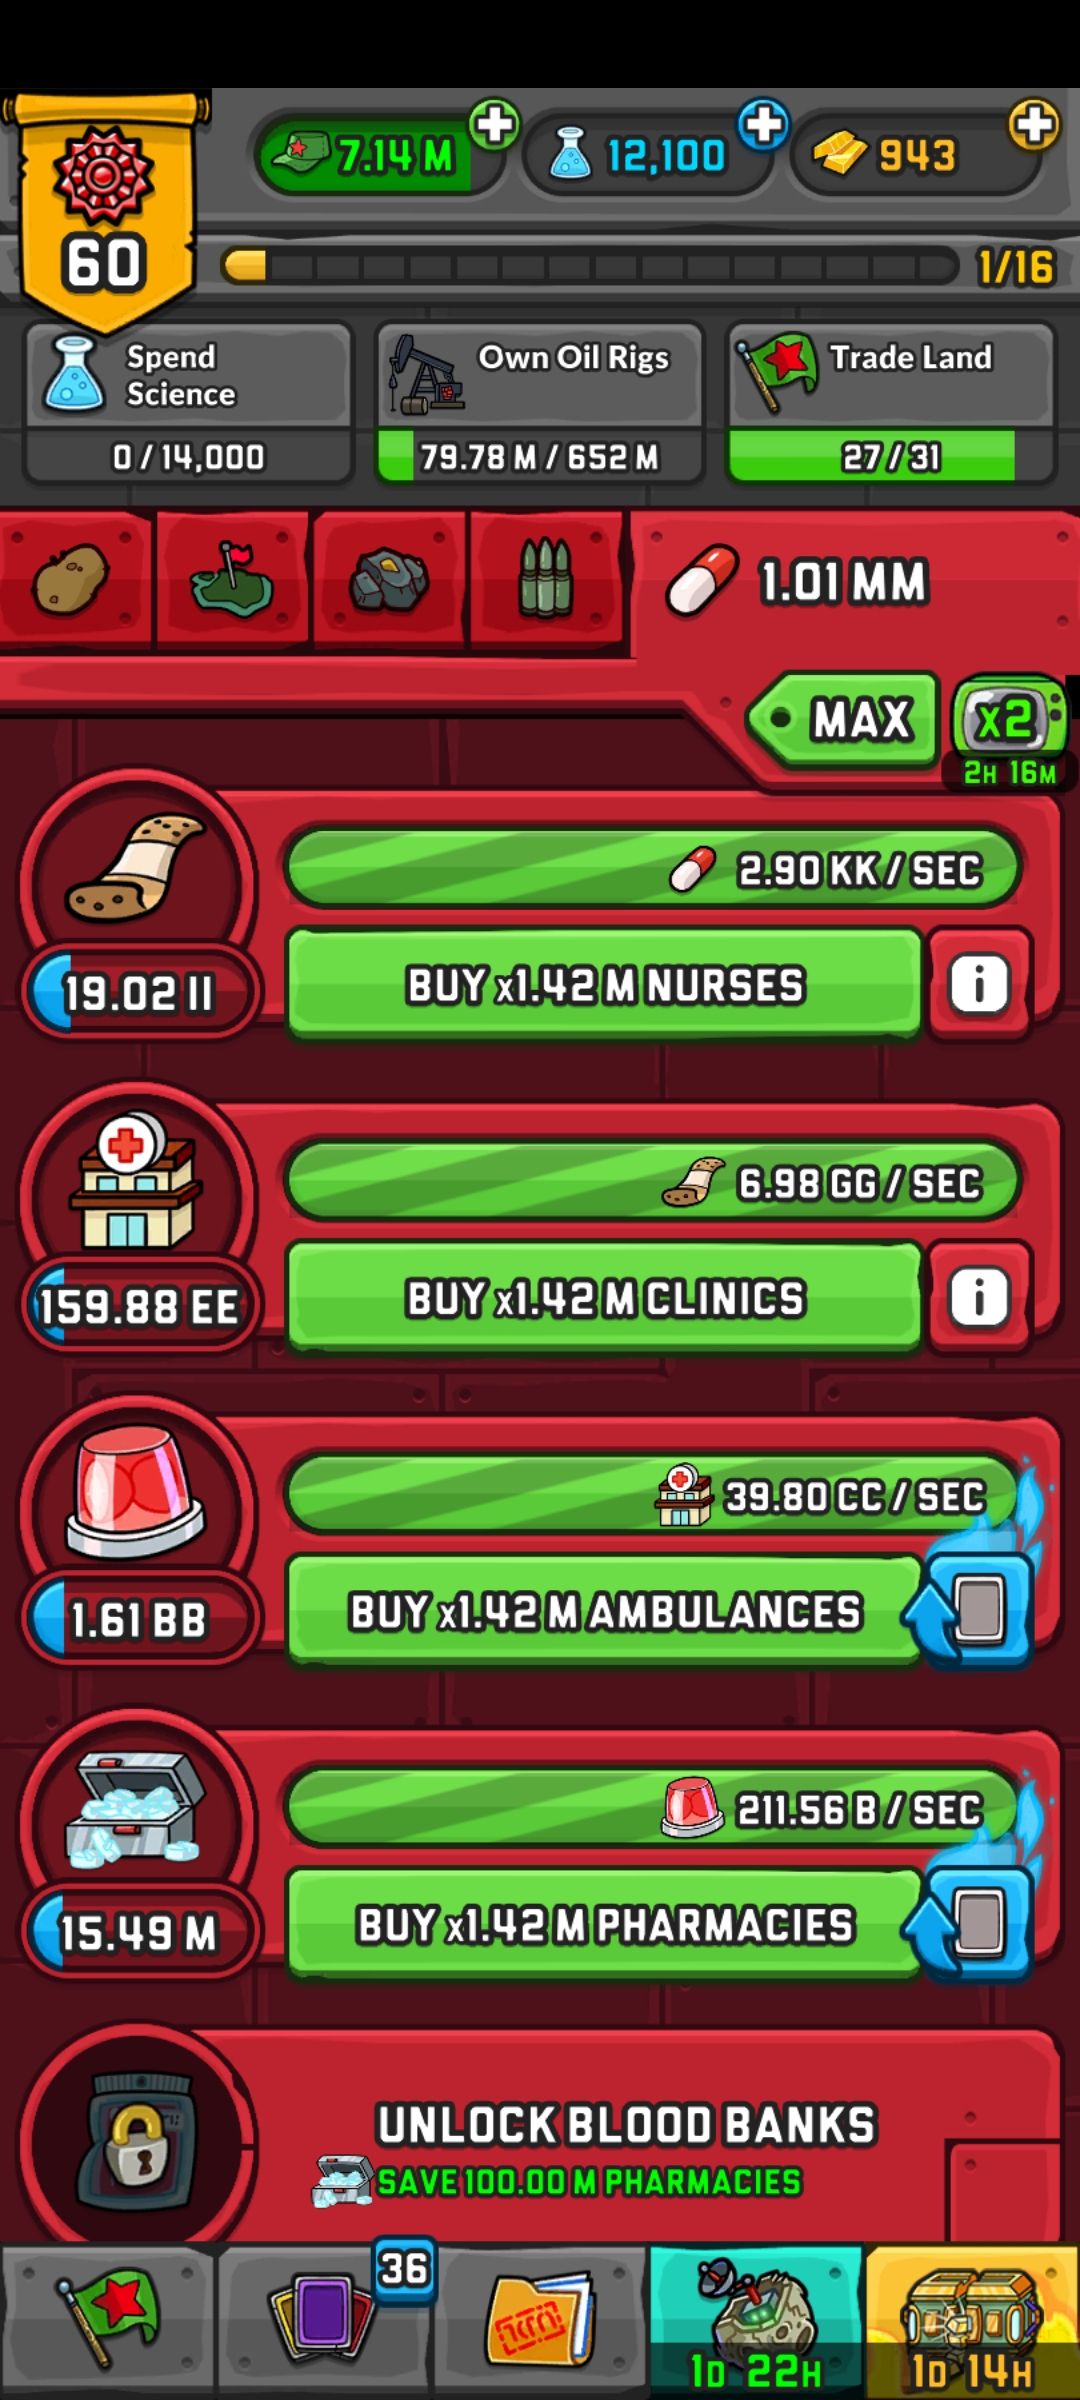 7.14 M
12,100
943
60
1/16
Spend
Science
0 / 14,000
Own Oil Rigs
79.78 M / 652 M
Trade Land
27 / 31
1.01 MM
MAX
x2
2H 16M
2.90 KK / SEC
19.02 II
BUY x1.42 M NURSES
i
6.98 GG / SEC
159.88 EE
BUY x1.42 M CLINICS
i
39.80 CC / SEC
1.61 BB
BUY x1.42 M AMBULANCES
211.56 B / SEC
15.49 M
BUY x1.42 M PHARMACIES
UNLOCK BLOOD BANKS
SAVE 100.00 M PHARMACIES
36
1D 22H
1D 14H